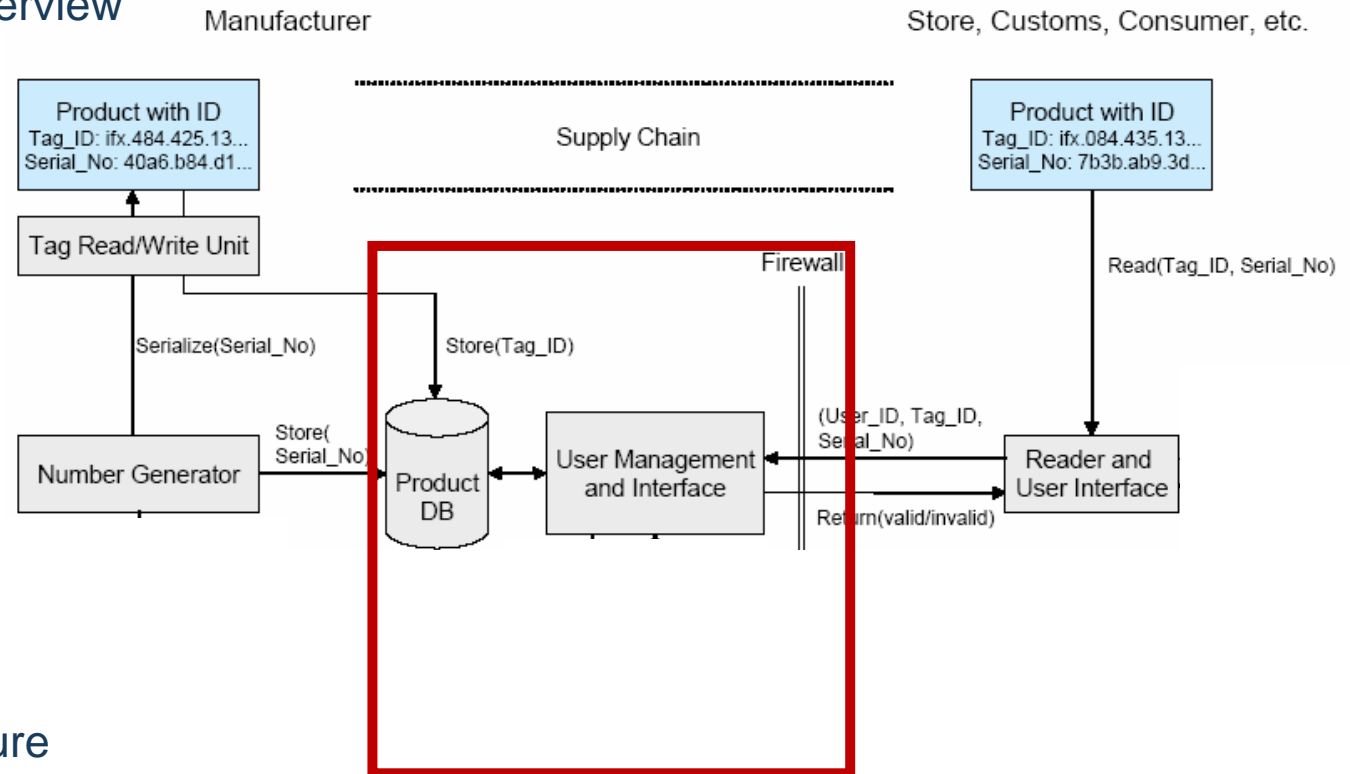 erview
Manufacturer
Store, Customs, Consumer, etc.
Product with ID
Tag_ID: ifx.484.425.13...
Serial_No: 40a6.b84.d1...
Supply Chain
Product with ID
Tag_ID: ifx.084.435.13...
Serial_No: 7b3b.ab9.3d...
Tag Read/Write Unit
Firewall
Read(Tag_ID, Serial_No)
Serialize(Serial_No)
Store(Tag_ID)
Number Generator
Store(
Serial_No)
Product
DB
User Management
and Interface
(User_ID, Tag_ID,
Serial_No)
Return(valid/invalid)
Reader and
User Interface
ure